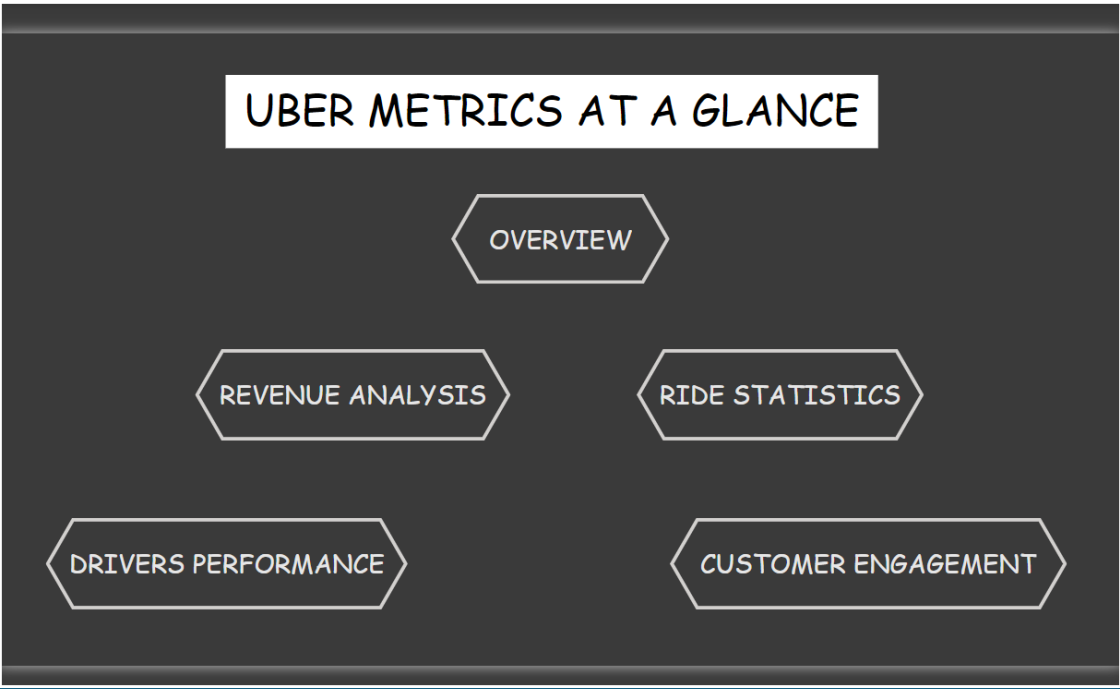 UBER METRICS AT A GLANCE
OVERVIEW
REVENUE ANALYSIS
RIDE STATISTICS
DRIVERS PERFORMANCE
CUSTOMER ENGAGEMENT